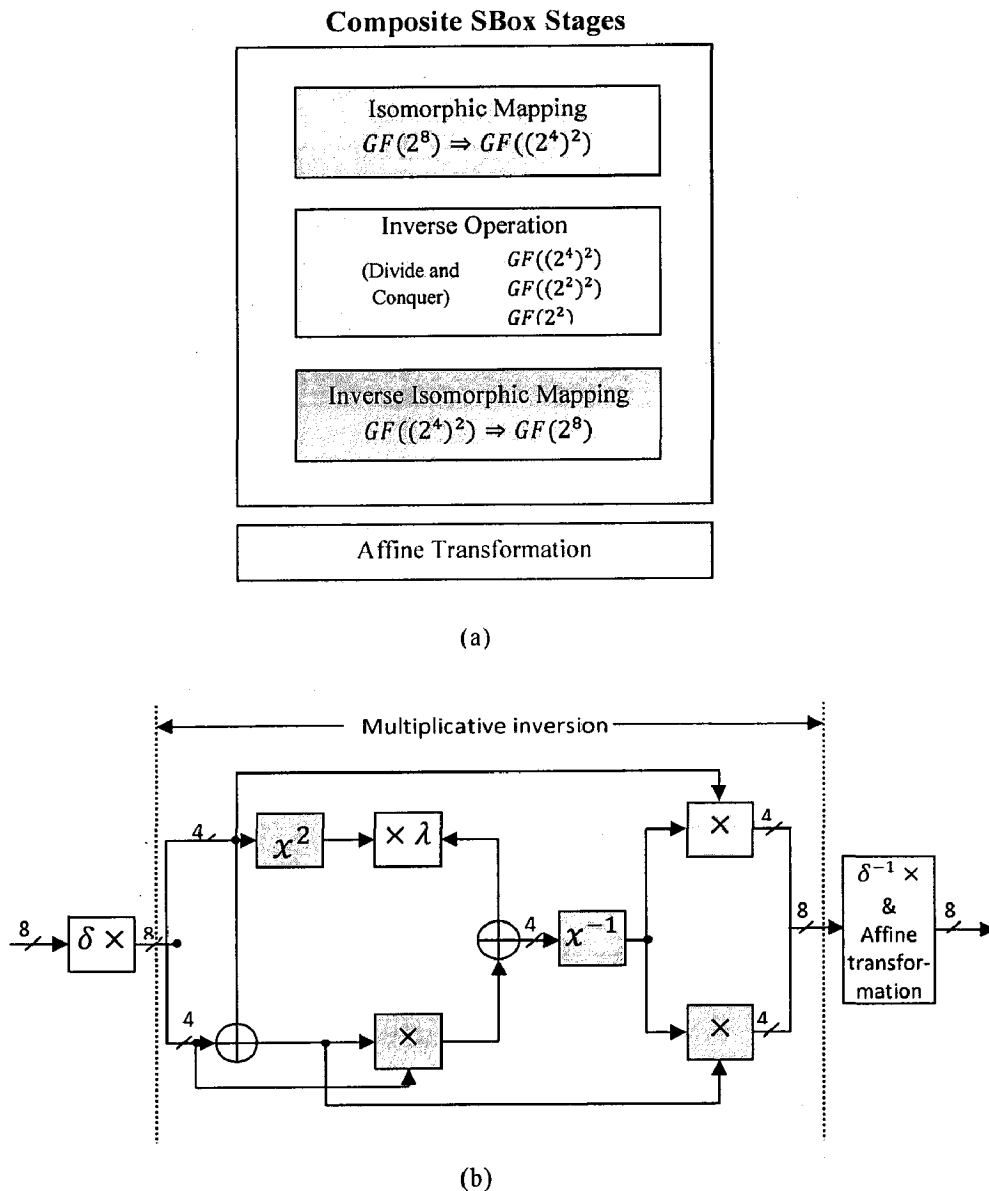 Composite SBox Stages
Isomorphic Mapping
GF(2⁸) ⇒ GF((2⁴)²)
Inverse Operation
(Divide and
Conquer)
GF((2⁴)²)
GF((2²)²)
GF(2²)
Inverse Isomorphic Mapping
GF((2⁴)²) ⇒ GF(2⁸)
Affine Transformation
(a)
Multiplicative inversion
4
x²
× λ
×
4
8
δ ×
8
4
x⁻¹
8
δ⁻¹ ×
&
Affine
transfor-
mation
8
4
×
×
4
(b)